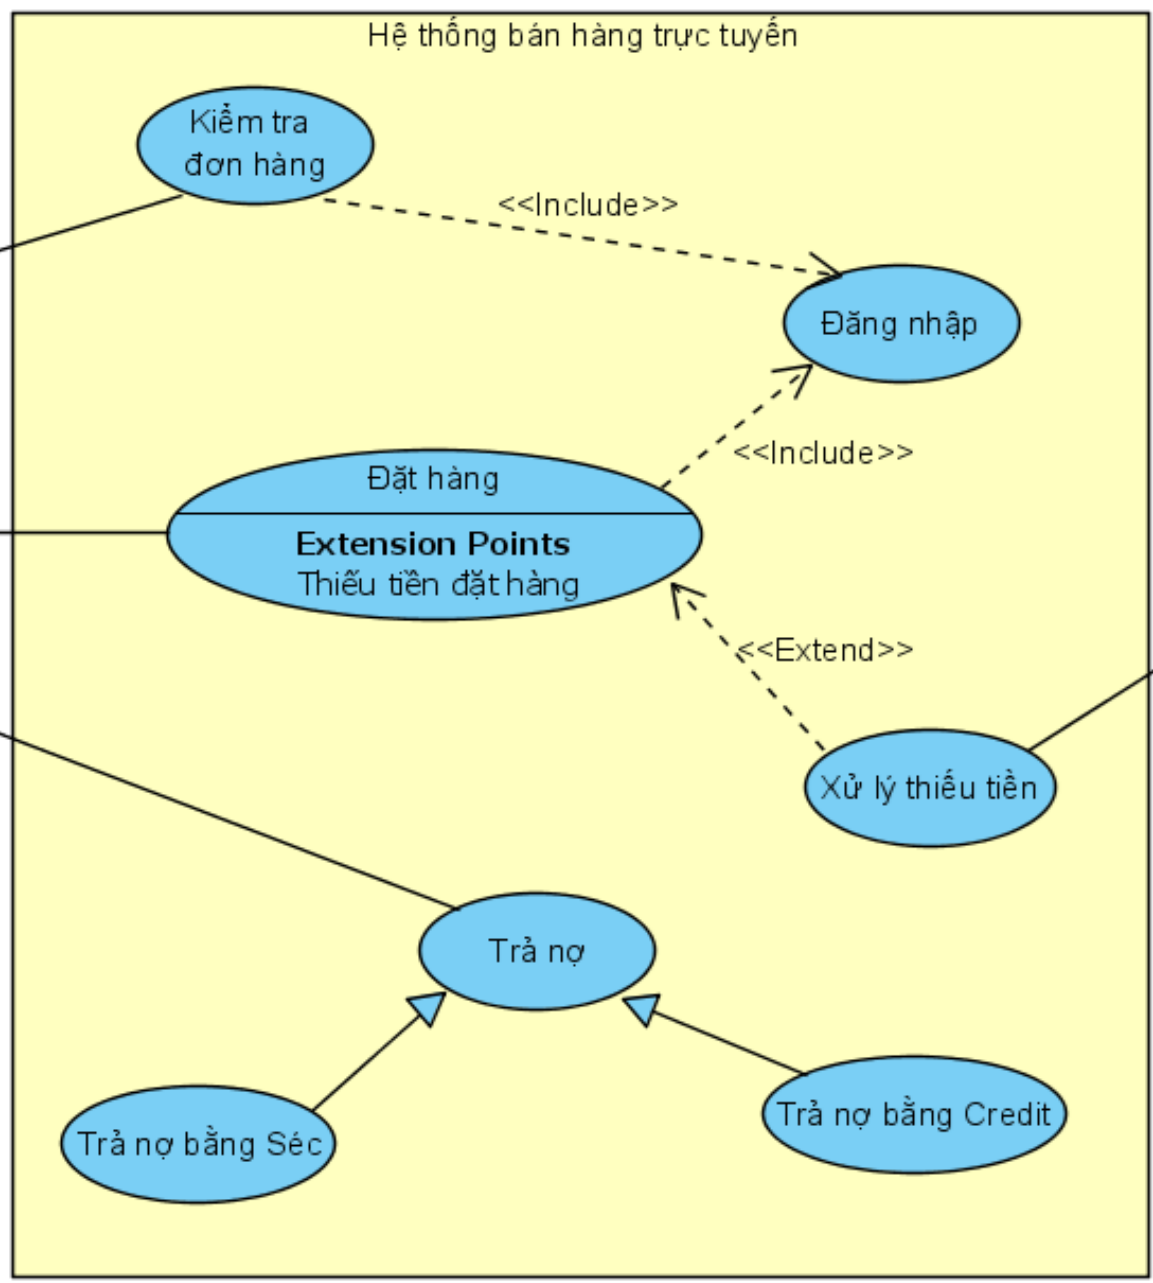 Hệ thống bán hàng trực tuyến
Kiểm tra
đơn hàng
<<Include>>
Đăng nhập
<<Include>>
Đặt hàng
Extension Points
Thiếu tiền đặt hàng
<<Extend>>
Xử lý thiếu tiền
Trả nợ
Trả nợ bằng Credit
Trả nợ bằng Séc